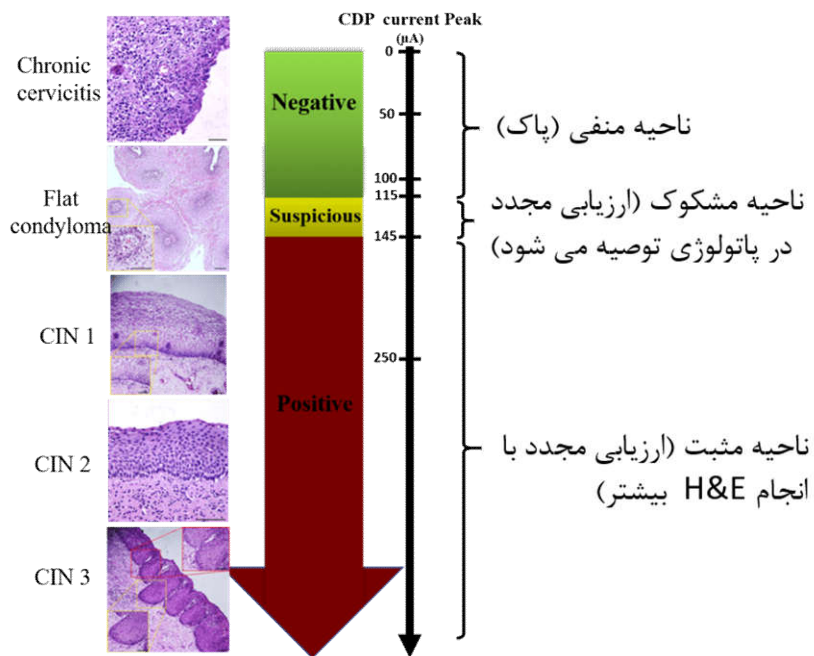 CDP current Peak
(µA)
0
50
100
115
145
250
Chronic
cervicitis
Flat
condyloma
CIN 1
CIN 2
CIN 3
Negative
Suspicious
Positive
ناحیه منفی (پاک)
ناحیه مشکوک (ارزیابی مجدد
در پاتولوژی توصیه می شود)
ناحیه مثبت (ارزیابی مجدد با
انجام H&E بیشتر)